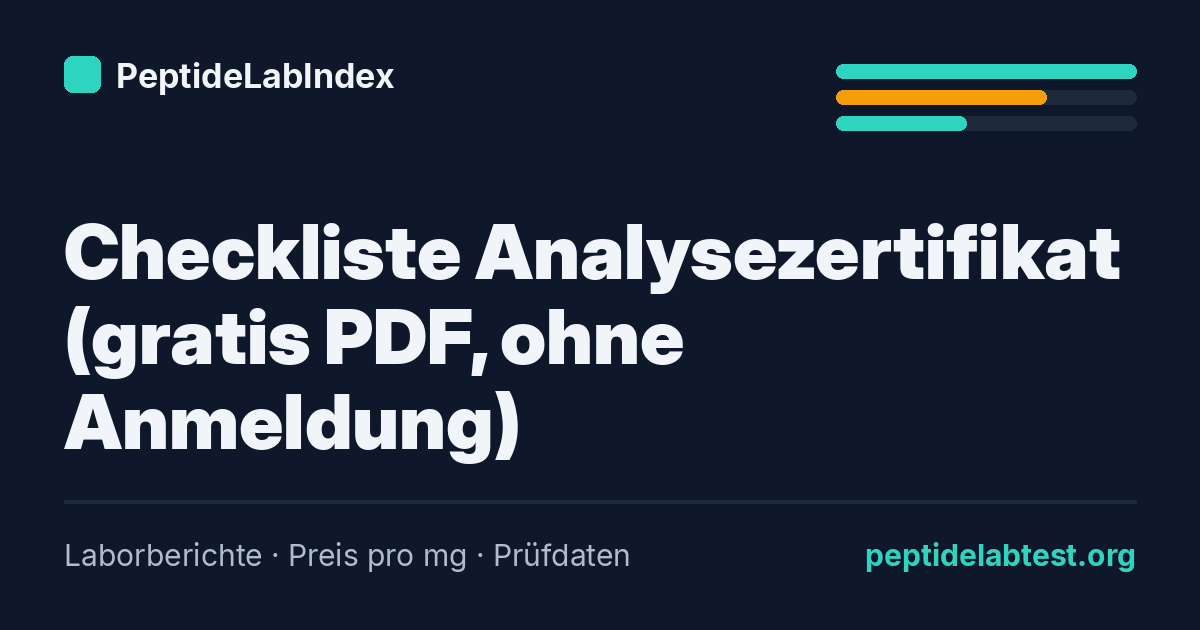 PeptideLabIndex
Checkliste Analysezertifikat
(gratis PDF, ohne
Anmeldung)
Laborberichte · Preis pro mg · Prüfdaten
peptidelabtest.org